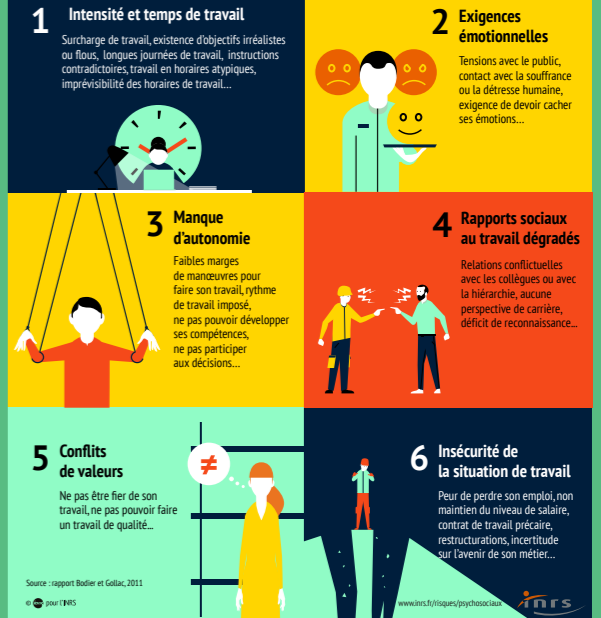 1 Intensité et temps de travail
Surcharge de travail, existence d'objectifs irréalistes
ou flous, longues journées de travail, instructions
contradictoires, travail en horaires atypiques,
imprévisibilité des horaires de travail...
2 Exigences
émotionnelles
Tensions avec le public,
contact avec la souffrance
ou la détresse humaine,
exigence de devoir cacher
ses émotions...
3 Manque
d'autonomie
Faibles marges
de manœuvres pour
faire son travail, rythme
de travail imposé,
ne pas pouvoir développer
ses compétences,
ne pas participer
aux décisions...
4 Rapports sociaux
au travail dégradés
Relations conflictuelles
avec les collègues ou avec
la hiérarchie, aucune
perspective de carrière,
déficit de reconnaissance...
5 Conflits
de valeurs
Ne pas être fier de son
travail, ne pas pouvoir faire
un travail de qualité...
≠
6 Insécurité de
la situation de travail
Peur de perdre son emploi, non
maintien du niveau de salaire,
contrat de travail précaire,
restructurations, incertitude
sur l'avenir de son métier...
Source : rapport Bodier et Gollac, 2011
© pour l'INRS
www.inrs.fr/risques/psychosociaux
inrs